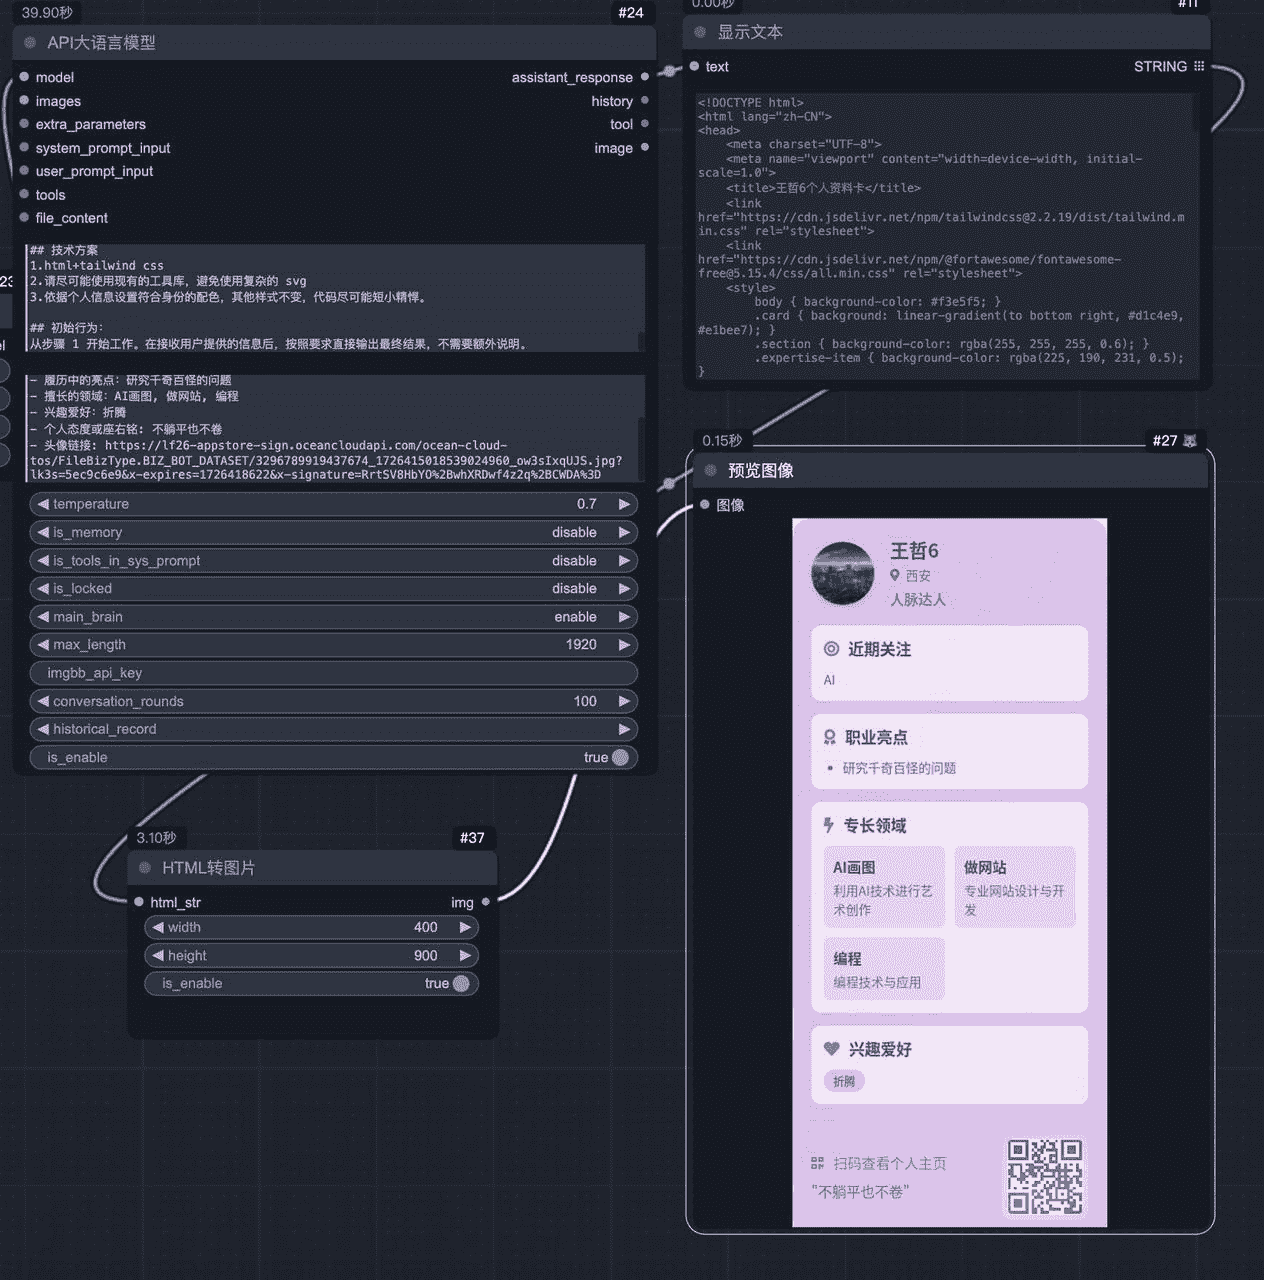 39.90秒
#24
API大语言模型
model
assistant_response
images
history
extra_parameters
tool
system_prompt_input
image
user_prompt_input
tools
file_content
## 技术方案
1.html+tailwind css
2.请尽可能使用现有的工具库，避免使用复杂的 svg
3.依据个人信息设置符合身份的配色，其他样式不变，代码尽可能短小精悍。
## 初始行为：
从步骤 1 开始工作。在接收用户提供的信息后，按照要求直接输出最终结果，不需要额外说明。
- 履历中的亮点：研究千奇百怪的问题
- 擅长的领域：AI画图, 做网站, 编程
- 兴趣爱好：折腾
- 个人态度或座右铭: 不躺平也不卷
- 头像链接: https://lf26-appstore-sign.oceancloudapi.com/ocean-cloud-
tos/FileBizType.BIZ_BOT_DATASET/3296789919437674_1726415018539024960_ow3sIxqUJS.jpg?
lk3s=5ec9c6e9&x-expires=1726418622&x-signature=RrtSV8HbYO%2BwhXRDwf4z2q%2BCWDA%3D
temperature
0.7
is_memory
disable
is_tools_in_sys_prompt
disable
is_locked
disable
main_brain
enable
max_length
1920
imgbb_api_key
conversation_rounds
100
historical_record
is_enable
true
3.10秒
#37
HTML转图片
html_str
img
width
400
height
900
is_enable
true
0.00秒
#11
显示文本
text
STRING
<!DOCTYPE html>
<html lang="zh-CN">
<head>
<meta charset="UTF-8">
<meta name="viewport" content="width=device-width, initial-
scale=1.0">
<title>王哲6个人资料卡</title>
<link
href="https://cdn.jsdelivr.net/npm/tailwindcss@2.2.19/dist/tailwind.m
in.css" rel="stylesheet">
<link
href="https://cdn.jsdelivr.net/npm/@fortawesome/fontawesome-
free@5.15.4/css/all.min.css" rel="stylesheet">
<style>
body { background-color: #f3e5f5; }
.card { background: linear-gradient(to bottom right, #d1c4e9,
#e1bee7); }
.section { background-color: rgba(255, 255, 255, 0.6); }
.expertise-item { background-color: rgba(225, 190, 231, 0.5);
}
0.15秒
#27
预览图像
图像
王哲6
西安
人脉达人
近期关注
AI
职业亮点
• 研究千奇百怪的问题
专长领域
AI画图
利用AI技术进行艺
术创作
做网站
专业网站设计与开
发
编程
编程技术与应用
兴趣爱好
折腾
扫码查看个人主页
"不躺平也不卷"